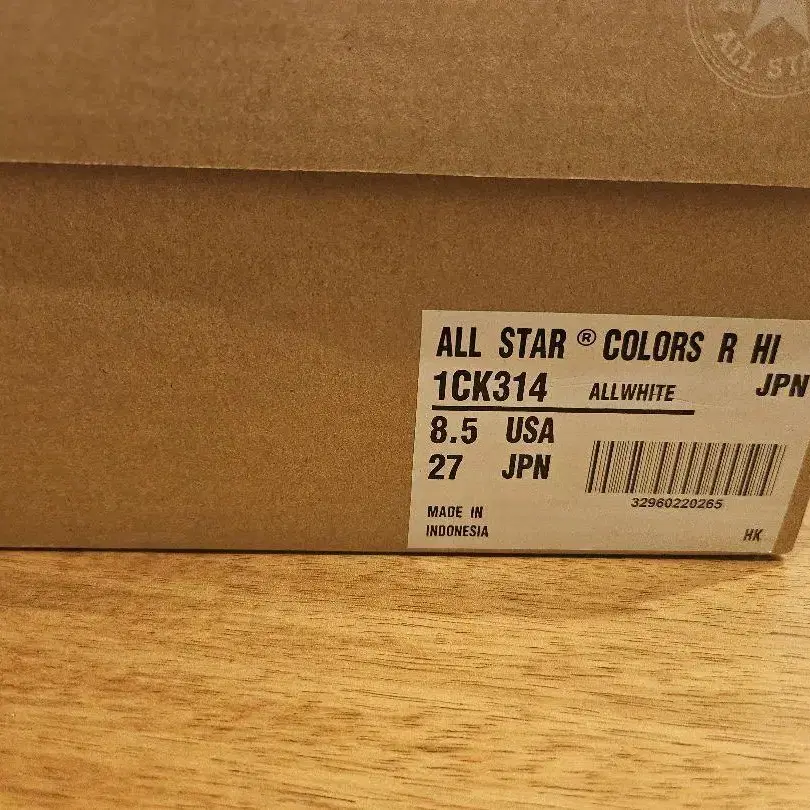 ALL ST
ALL STAR ® COLORS R HI
1CK314 ALLWHITE JPN
8.5 USA
27 JPN
32960220265
MADE IN
INDONESIA
HK